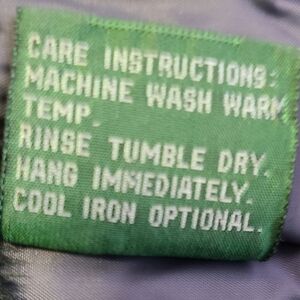 CARE INSTRUCTIONS:
MACHINE WASH WARM
TEMP.
RINSE TUMBLE DRY.
HANG IMMEDIATELY.
COOL IRON OPTIONAL.